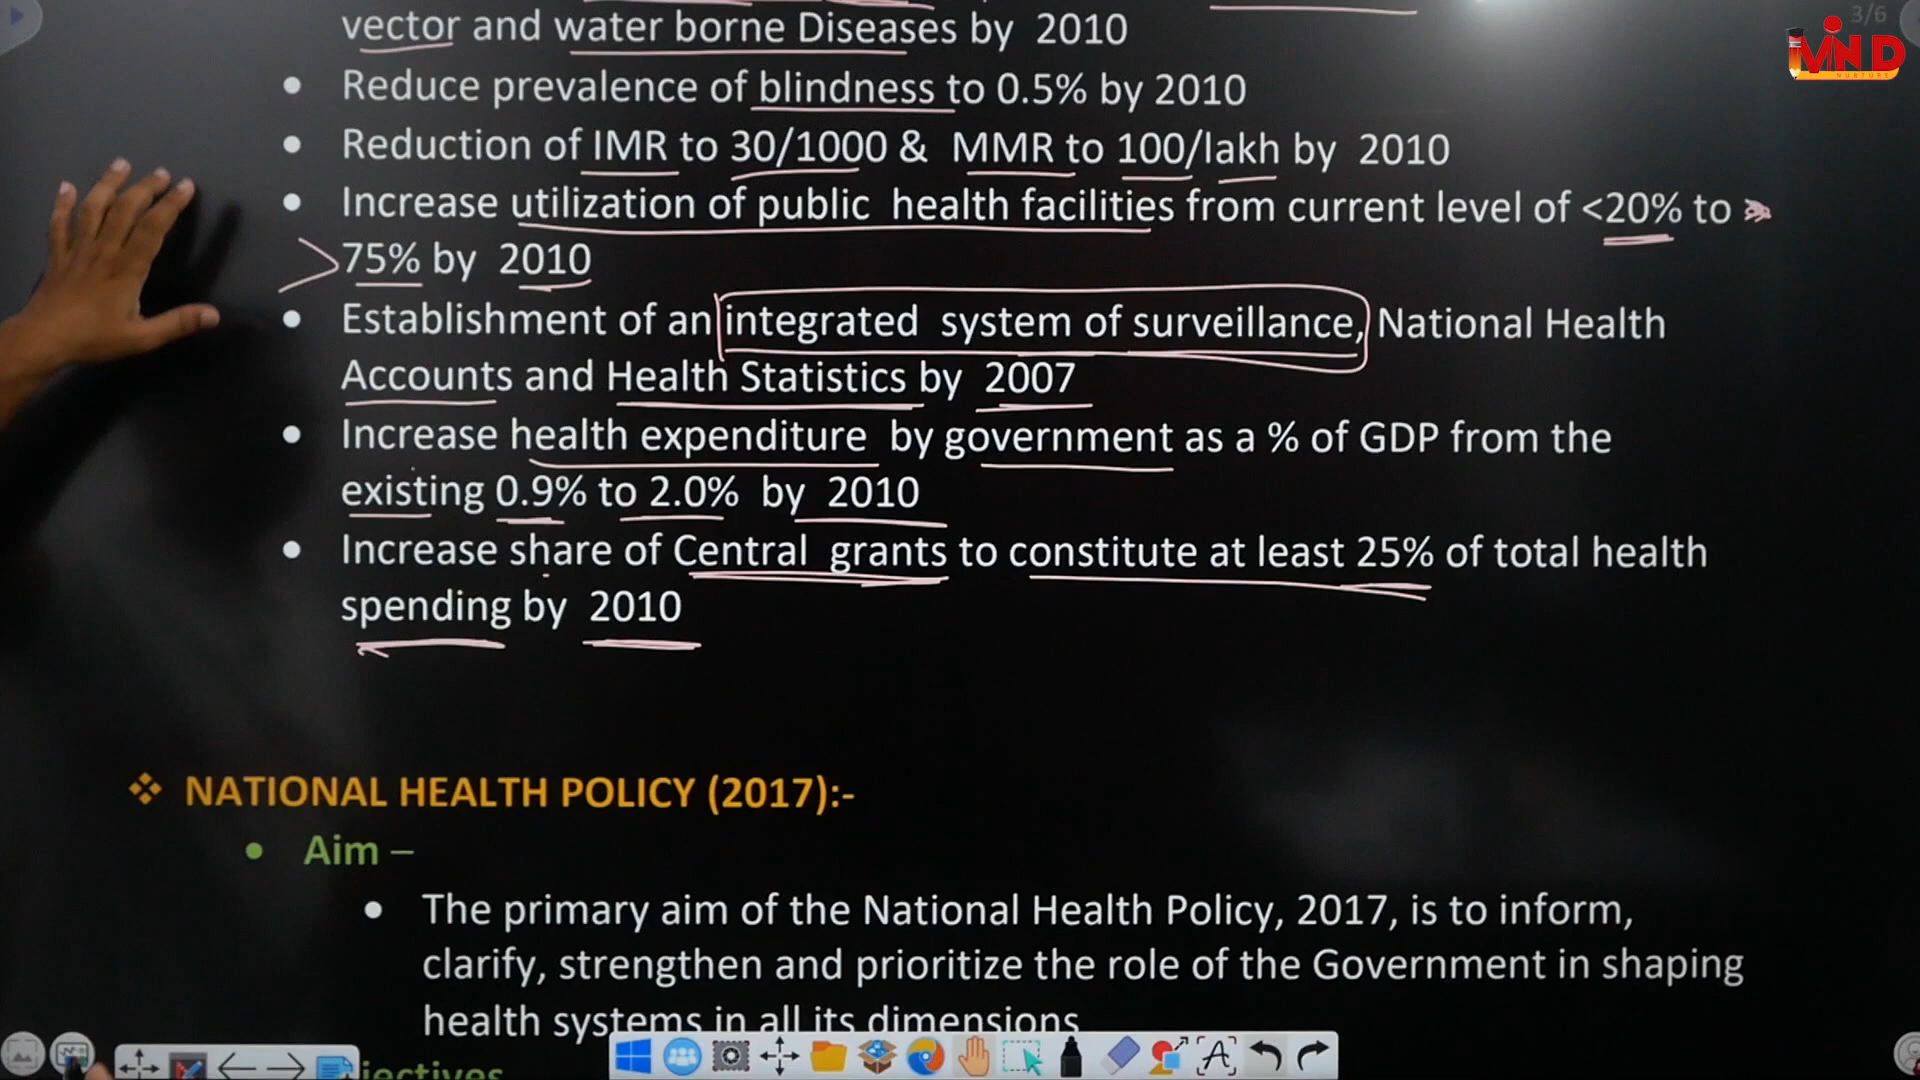 3/6
MIND
NURTURE
vector and water borne Diseases by 2010
• Reduce prevalence of blindness to 0.5% by 2010
• Reduction of IMR to 30/1000 & MMR to 100/lakh by 2010
• Increase utilization of public health facilities from current level of <20% to
>75% by 2010
• Establishment of an integrated system of surveillance, National Health
Accounts and Health Statistics by 2007
• Increase health expenditure by government as a % of GDP from the
existing 0.9% to 2.0% by 2010
• Increase share of Central grants to constitute at least 25% of total health
spending by 2010
❖ NATIONAL HEALTH POLICY (2017):-
• Aim –
• The primary aim of the National Health Policy, 2017, is to inform,
clarify, strengthen and prioritize the role of the Government in shaping
health systems in all its dimensions